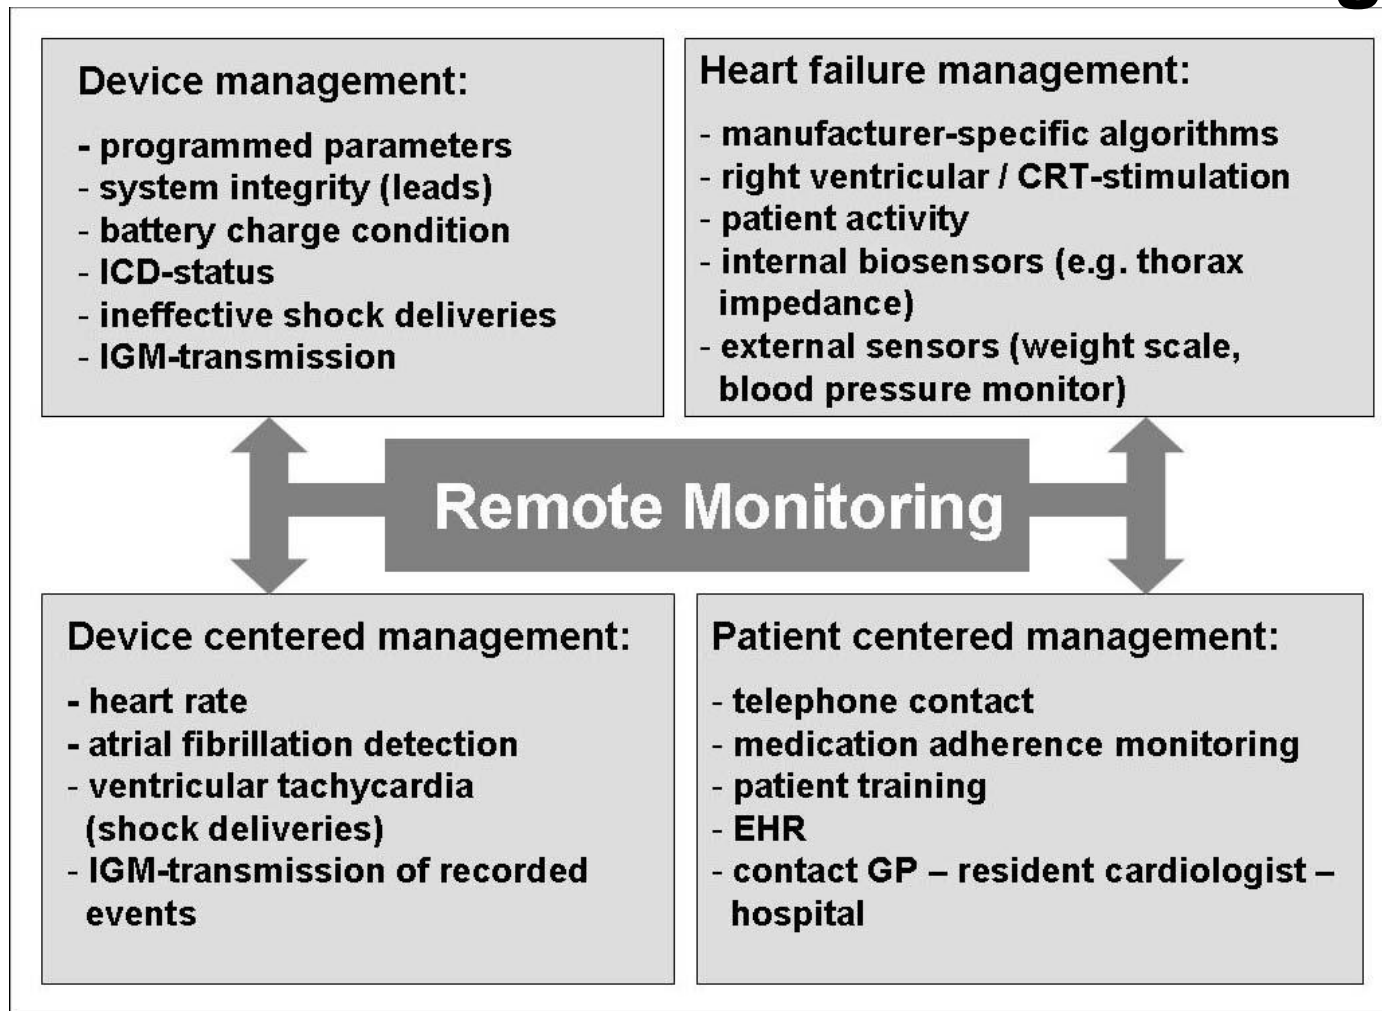 Device management:
- programmed parameters
- system integrity (leads)
- battery charge condition
- ICD-status
- ineffective shock deliveries
- IGM-transmission
Heart failure management:
- manufacturer-specific algorithms
- right ventricular / CRT-stimulation
- patient activity
- internal biosensors (e.g. thorax
impedance)
- external sensors (weight scale,
blood pressure monitor)
Remote Monitoring
Device centered management:
- heart rate
- atrial fibrillation detection
- ventricular tachycardia
(shock deliveries)
- IGM-transmission of recorded
events
Patient centered management:
- telephone contact
- medication adherence monitoring
- patient training
- EHR
- contact GP – resident cardiologist –
hospital